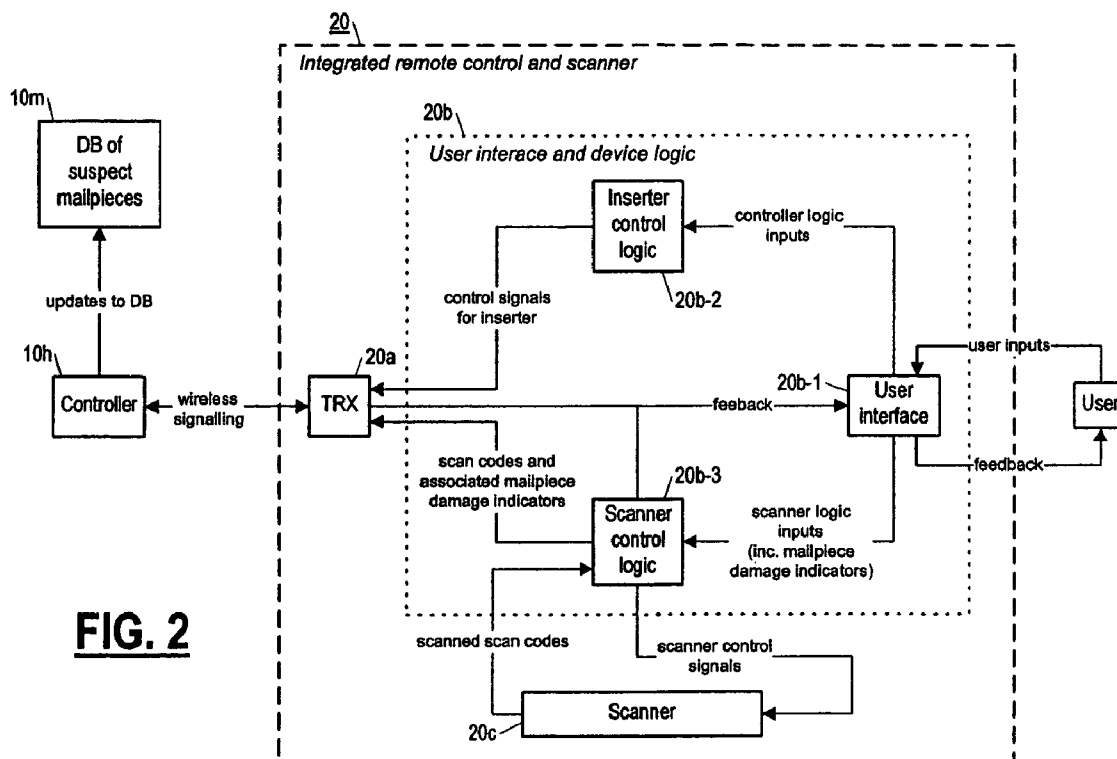 20
Integrated remote control and scanner
10m
DB of
suspect
mailpieces
20b
User interace and device logic
Inserter
control
logic
controller logic
inputs
20b-2
updates to DB
control signals
for inserter
10h
Controller
wireless
signalling
20a
TRX
feeback
20b-1
User
interface
user inputs
User
feedback
scan codes and
associated mailpiece
damage indicators
20b-3
Scanner
control
logic
scanner logic
inputs
(inc. mailpiece
damage indicators)
FIG. 2
scanned scan codes
scanner control
signals
Scanner
20c